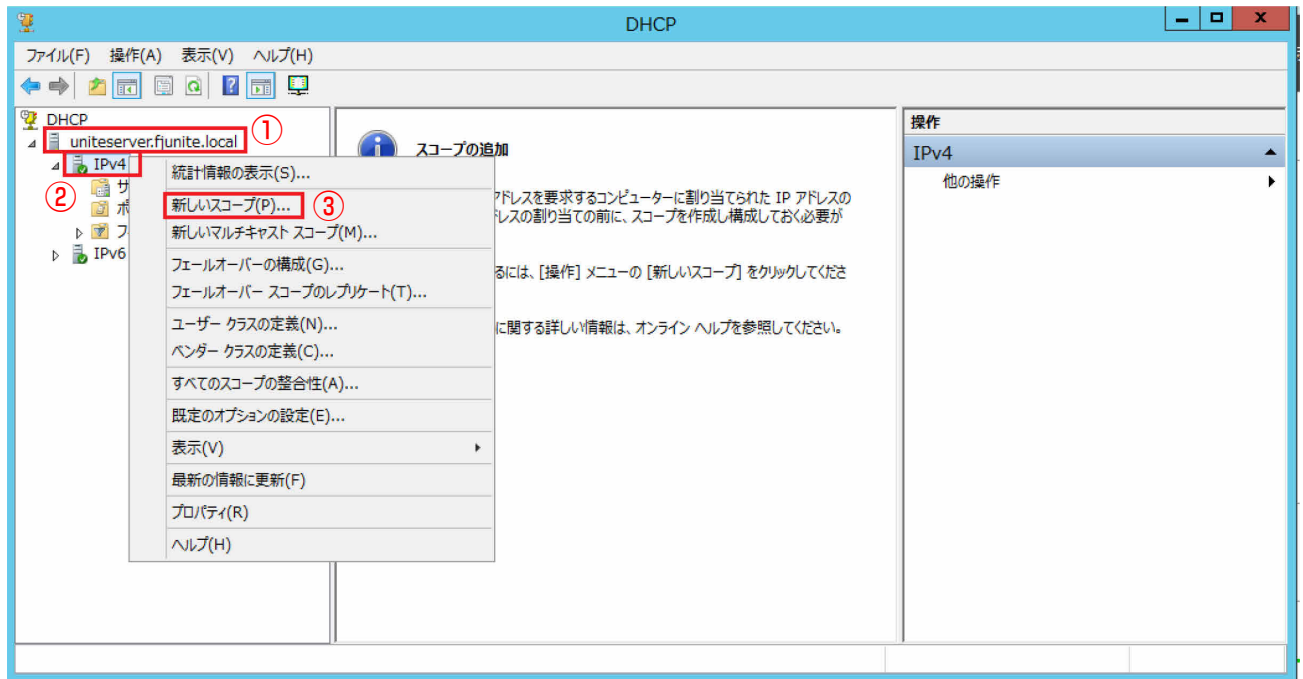 DHCP
ファイル(F) 操作(A) 表示(V) ヘルプ(H)
DHCP
uniteserver.fjunite.local
①
IPv4
②
サ
ポ
フ
IPv6
統計情報の表示(S)...
新しいスコープ(P)...
③
新しいマルチキャスト スコープ(M)...
フェールオーバーの構成(G)...
フェールオーバー スコープのレプリケート(T)...
ユーザー クラスの定義(N)...
ベンダー クラスの定義(C)...
すべてのスコープの整合性(A)...
既定のオプションの設定(E)...
表示(V)
最新の情報に更新(F)
プロパティ(R)
ヘルプ(H)
スコープの追加
アドレスを要求するコンピューターに割り当てられた IP アドレスの
レスの割り当ての前に、スコープを作成し構成しておく必要が
るには、[操作] メニューの [新しいスコープ] をクリックしてくださ
に関する詳しい情報は、オンライン ヘルプを参照してください。
操作
IPv4
他の操作